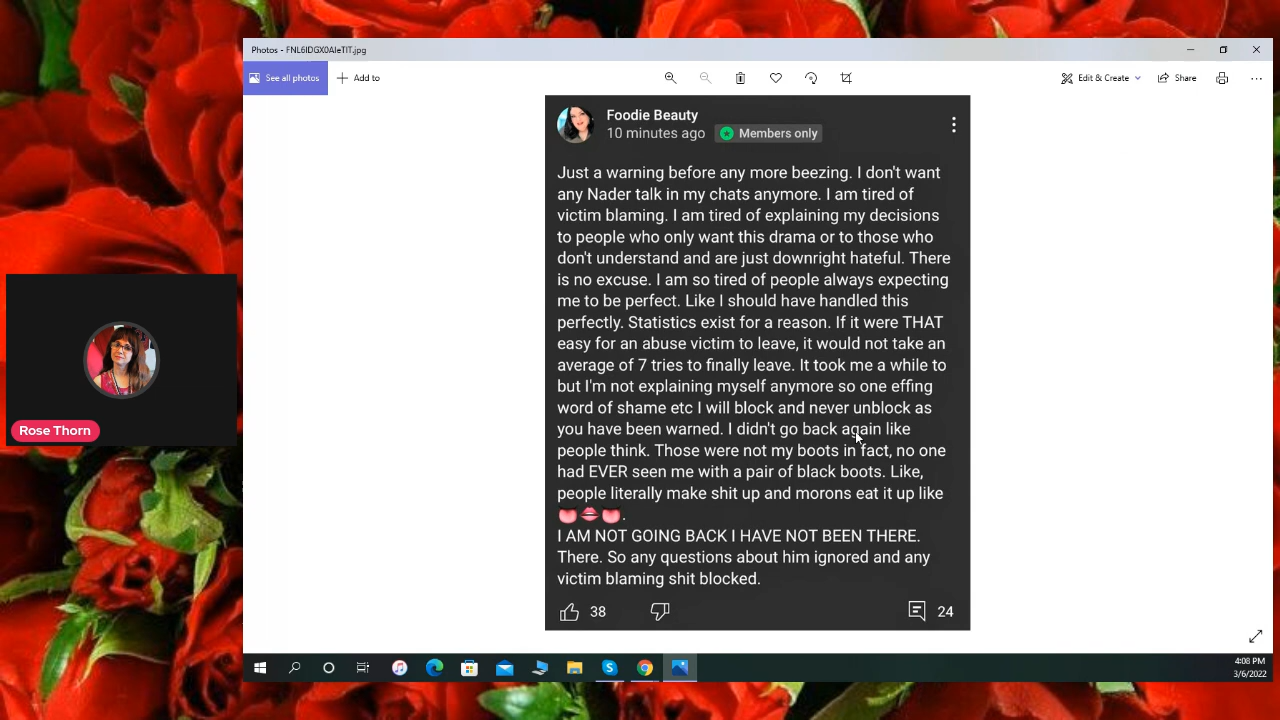 Photos - FNL6IDGX0AIeTIT.jpg
See all photos
Add to
Edit & Create
Share
Foodie Beauty
10 minutes ago
Members only
Just a warning before any more beezing. I don't want
any Nader talk in my chats anymore. I am tired of
victim blaming. I am tired of explaining my decisions
to people who only want this drama or to those who
don't understand and are just downright hateful. There
is no excuse. I am so tired of people always expecting
me to be perfect. Like I should have handled this
perfectly. Statistics exist for a reason. If it were THAT
easy for an abuse victim to leave, it would not take an
average of 7 tries to finally leave. It took me a while to
but I'm not explaining myself anymore so one effing
word of shame etc I will block and never unblock as
you have been warned. I didn't go back again like
people think. Those were not my boots in fact, no one
had EVER seen me with a pair of black boots. Like,
people literally make shit up and morons eat it up like
👅👄👅.
I AM NOT GOING BACK I HAVE NOT BEEN THERE.
There. So any questions about him ignored and any
victim blaming shit blocked.
38
24
Rose Thorn
4:08 PM
3/6/2022